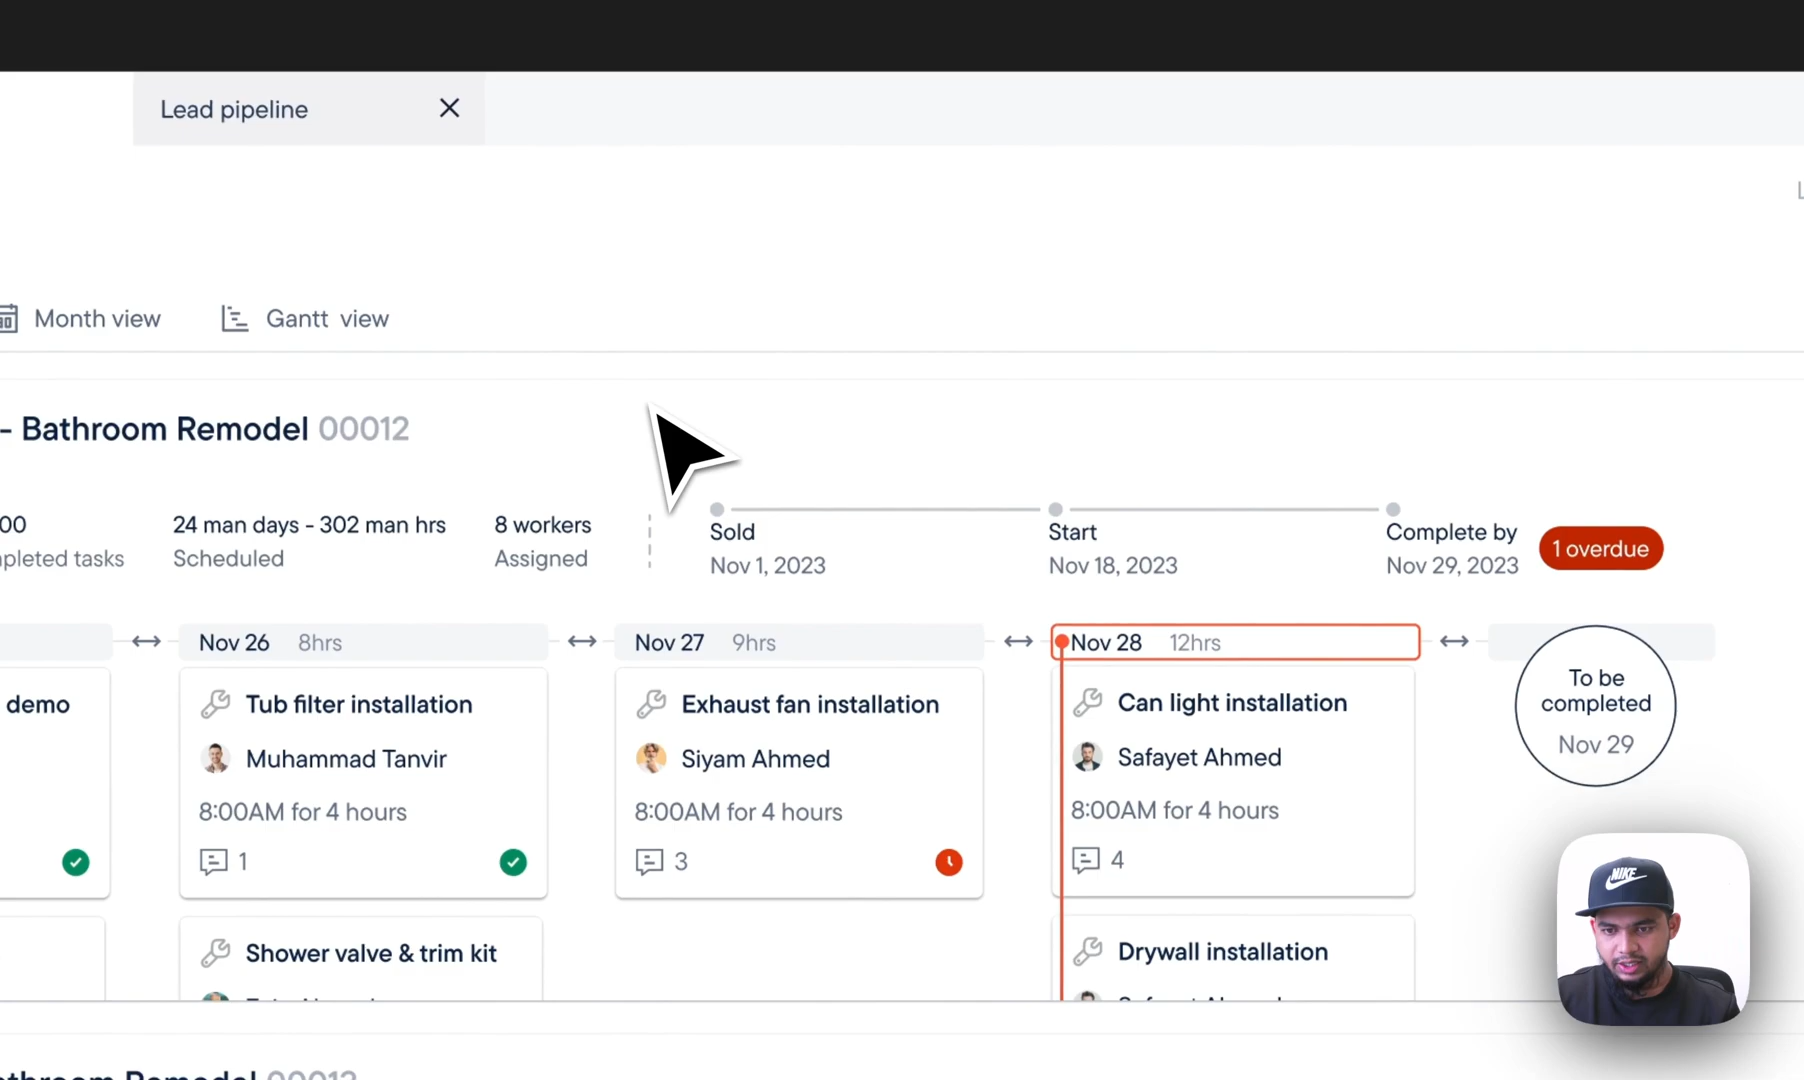 Lead pipeline
Month view
Gantt view
- Bathroom Remodel 00012
00
24 man days - 302 man hrs
8 workers
Scheduled
Assigned
Sold
Nov 1, 2023
Start
Nov 18, 2023
Complete by
Nov 29, 2023
1 overdue
demo
Nov 26 8hrs
Tub filter installation
Muhammad Tanvir
8:00AM for 4 hours
1
Shower valve & trim kit
Nov 27 9hrs
Exhaust fan installation
Siyam Ahmed
8:00AM for 4 hours
3
Nov 28 12hrs
Can light installation
Safayet Ahmed
8:00AM for 4 hours
4
Drywall installation
To be
completed
Nov 29
NIKE
Remodel